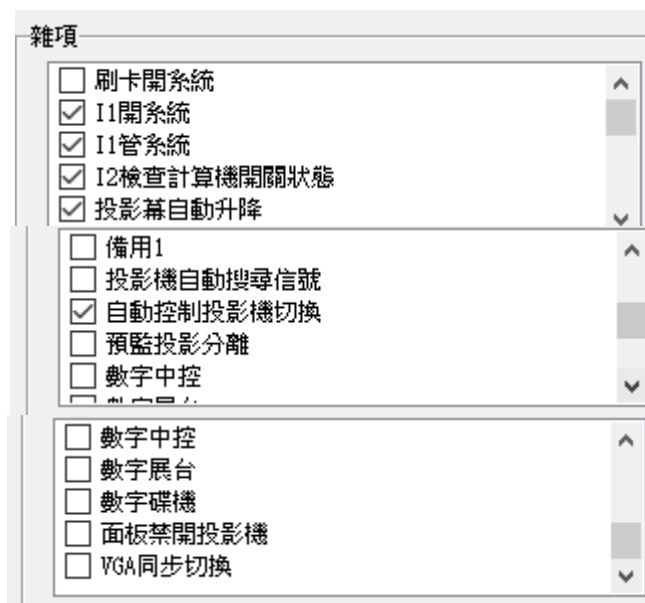 雜項
刷卡開系統
I1開系統
I1管系統
I2檢查計算機開關狀態
投影幕自動升降
備用1
投影機自動搜尋信號
自動控制投影機切換
預監投影分離
數字中控
數字展台
數字中控
數字展台
數字碟機
面板禁開投影機
VGA同步切換